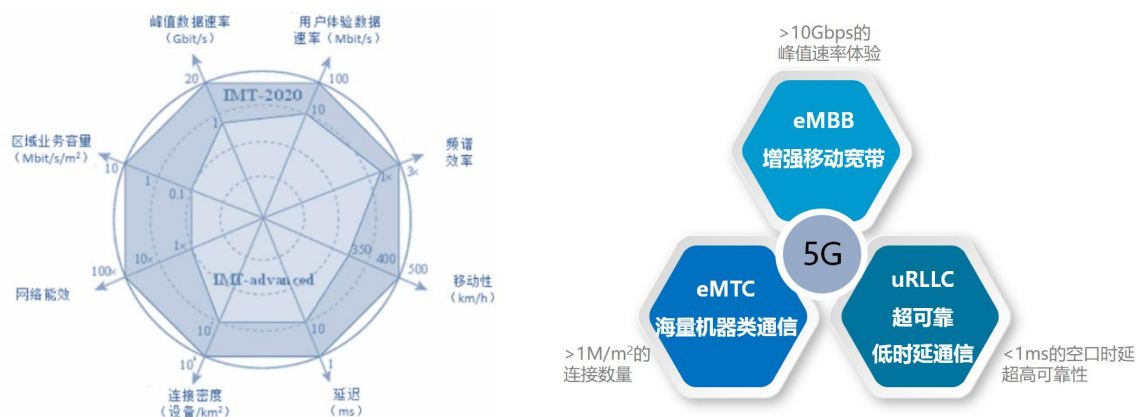 峰值数据速率
（Gbit/s）
用户体验数据
速率（Mbit/s）
20
100
IMT-2020
1
10
区域业务容量
（Mbit/s/m²）
频谱
效率
10
1
0.1
1×
3×
1×
10×
100×
350
400
500
网络能效
IMT-advanced
移动性
（km/h）
10
1
连接密度
（设备/km²）
延迟
（ms）
>10Gbps的
峰值速率体验
eMBB
增强移动宽带
5G
eMTC
海量机器类通信
uRLLC
超可靠
低时延通信
>1M/m²的
连接数量
<1ms的空口时延
超高可靠性